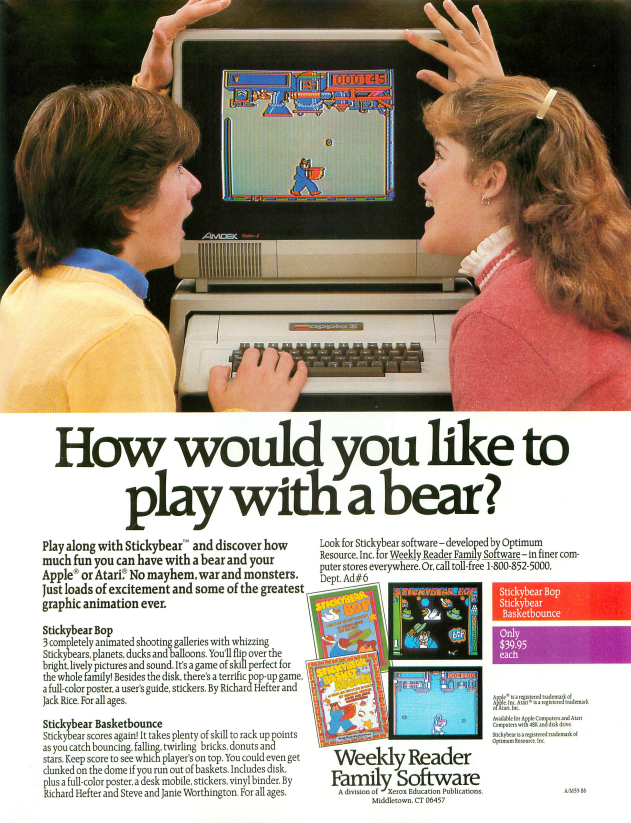 000145
AMDEK
apple II
How would you like to
play with a bear?
Play along with Stickybear™ and discover how
much fun you can have with a bear and your
Apple® or Atari®. No mayhem, war and monsters.
Just loads of excitement and some of the greatest
graphic animation ever.
Stickybear Bop
3 completely animated shooting galleries with whizzing
Stickybears, planets, ducks and balloons. You'll flip over the
bright, lively pictures and sound. It's a game of skill perfect for
the whole family! Besides the disk, there's a terrific pop-up game,
a full-color poster, a user's guide, stickers. By Richard Hefter and
Jack Rice. For all ages.
Stickybear Basketbounce
Stickybear scores again! It takes plenty of skill to rack up points
as you catch bouncing, falling, twirling bricks, donuts and
stars. Keep score to see which player's on top. You could even get
clunked on the dome if you run out of baskets. Includes disk,
plus a full-color poster, a desk mobile, stickers, vinyl binder. By
Richard Hefter and Steve and Janie Worthington. For all ages.
Look for Stickybear software – developed by Optimum
Resource, Inc. for Weekly Reader Family Software – in finer com-
puter stores everywhere. Or, call toll-free 1-800-852-5000,
Dept. Ad#6
STICKYBEAR BOP
STICKYBEAR
BOP
Stickybear Bop
Stickybear
Basketbounce
Only
$39.95
each
Apple® is a registered trademark of
Apple, Inc. Atari® is a registered trademark
of Atari, Inc.
Available for Apple Computers and Atari
Computers with 48K and disk drive.
Stickybear is a registered trademark of
Optimum Resource, Inc.
Weekly Reader
Family Software
A division of Xerox Education Publications.
Middletown, CT 06457